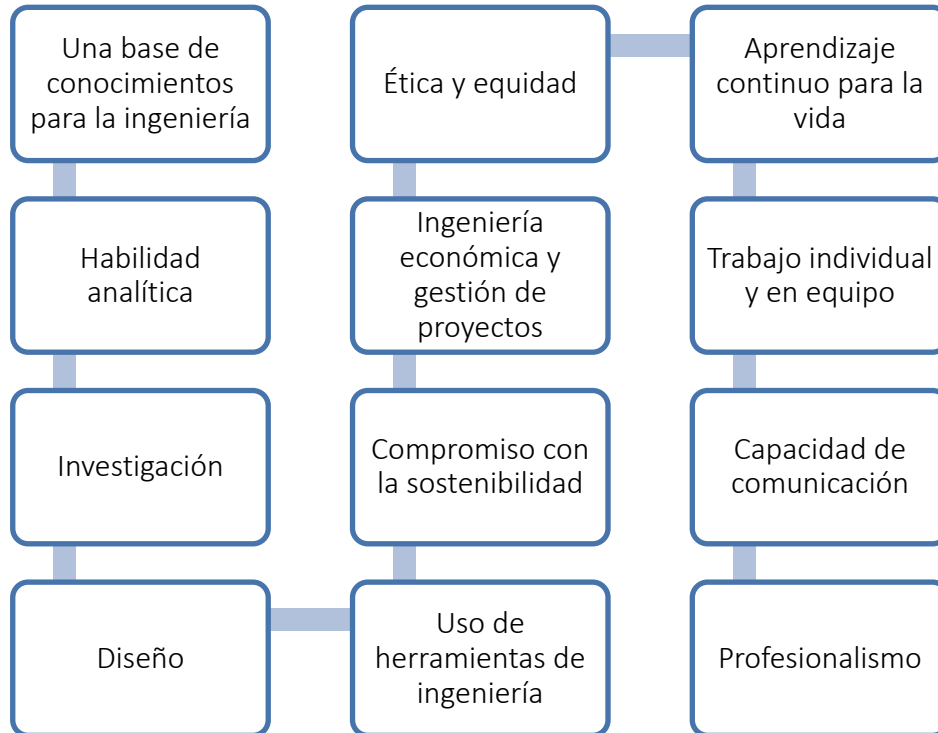 Una base de
conocimientos
para la ingeniería
Habilidad
analítica
Investigación
Diseño
Uso de
herramientas de
ingeniería
Compromiso con
la sostenibilidad
Ingeniería
económica y
gestión de
proyectos
Ética y equidad
Aprendizaje
continuo para la
vida
Trabajo individual
y en equipo
Capacidad de
comunicación
Profesionalismo